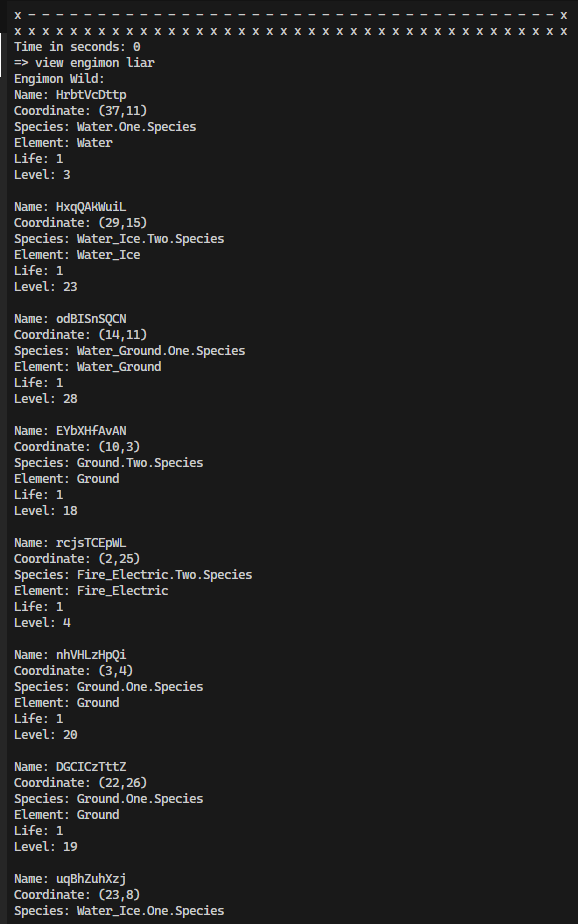 x - - - - - - - - - - - - - - - - - - - - - - - - - - - - - - - - - - - - - - x
x x x x x x x x x x x x x x x x x x x x x x x x x x x x x x x x x x x x x x x x
Time in seconds: 0
=> view engimon liar
Engimon Wild:
Name: HrbtVcDttp
Coordinate: (37,11)
Species: Water.One.Species
Element: Water
Life: 1
Level: 3

Name: HxqQAkWuiL
Coordinate: (29,15)
Species: Water_Ice.Two.Species
Element: Water_Ice
Life: 1
Level: 23

Name: odBISnSQCN
Coordinate: (14,11)
Species: Water_Ground.One.Species
Element: Water_Ground
Life: 1
Level: 28

Name: EYbXHfAvAN
Coordinate: (10,3)
Species: Ground.Two.Species
Element: Ground
Life: 1
Level: 18

Name: rcjsTCEpWL
Coordinate: (2,25)
Species: Fire_Electric.Two.Species
Element: Fire_Electric
Life: 1
Level: 4

Name: nhVHLzHpQi
Coordinate: (3,4)
Species: Ground.One.Species
Element: Ground
Life: 1
Level: 20

Name: DGCICzTttZ
Coordinate: (22,26)
Species: Ground.One.Species
Element: Ground
Life: 1
Level: 19

Name: uqBhZuhXzj
Coordinate: (23,8)
Species: Water_Ice.One.Species